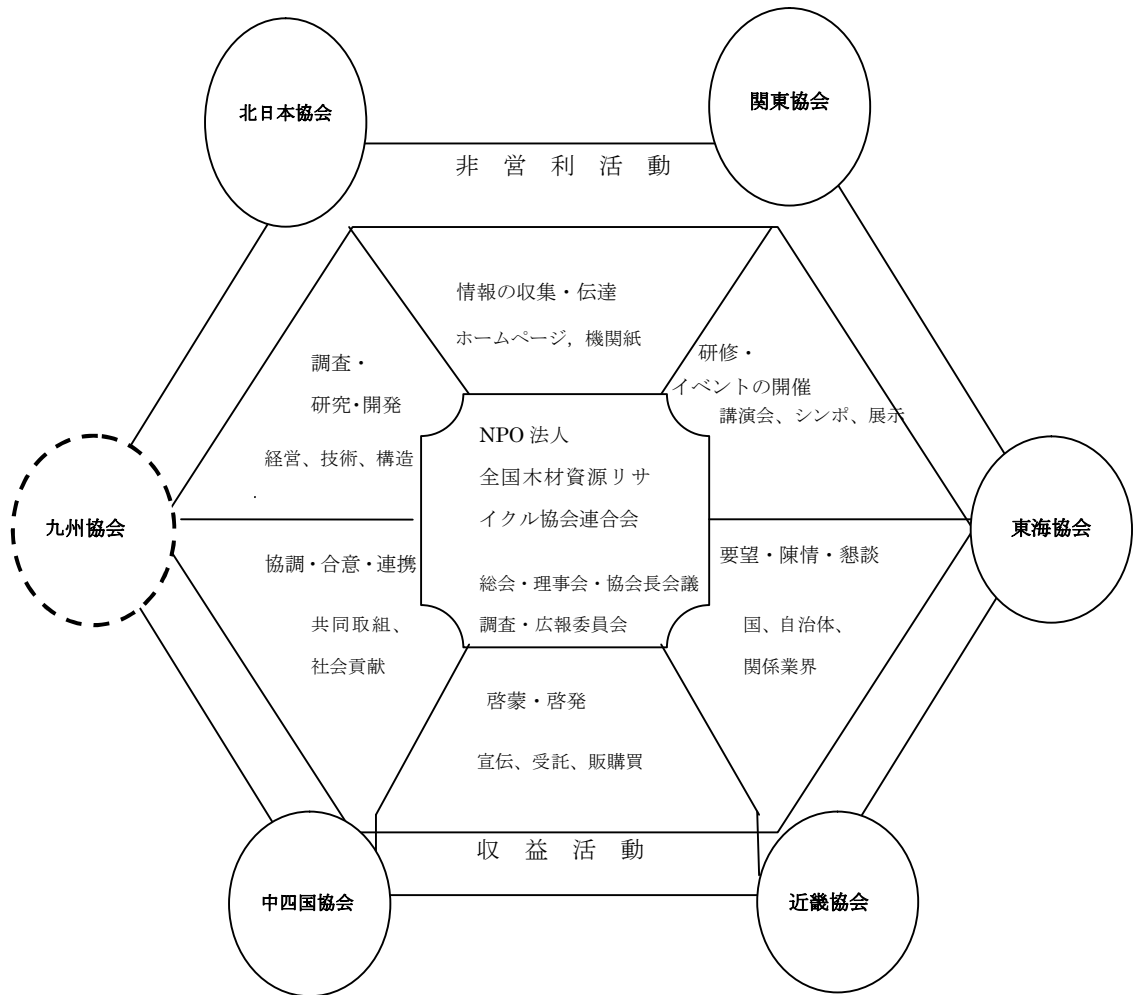 北日本協会
関東協会
非営利活動
情報の収集・伝達
ホームページ，機関紙
調査・
研究・開発
経営、技術、構造
研修・
イベントの開催
講演会、シンポ、展示
NPO 法人
全国木材資源リサ
イクル協会連合会
総会・理事会・協会長会議
調査・広報委員会
九州協会
東海協会
協調・合意・連携
共同取組、
社会貢献
要望・陳情・懇談
国、自治体、
関係業界
啓蒙・啓発
宣伝、受託、販購買
収益活動
中四国協会
近畿協会